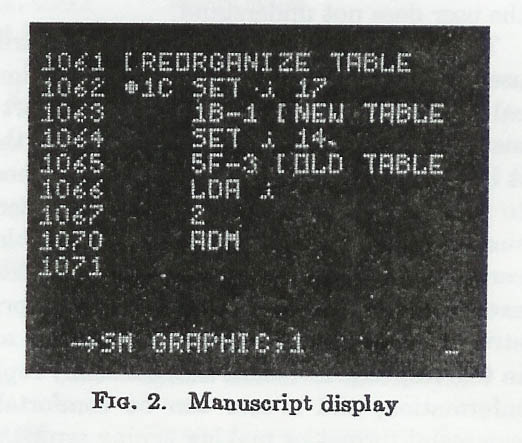 1061 [REORGANIZE TABLE
1062 •1C SET i 17
1063 1B-1 [NEW TABLE
1064 SET i 14
1065 5F-3 [OLD TABLE
1066 LDA i
1067 2
1070 ADM
1071
→SM GRAPHIC,1
Fig. 2. Manuscript display